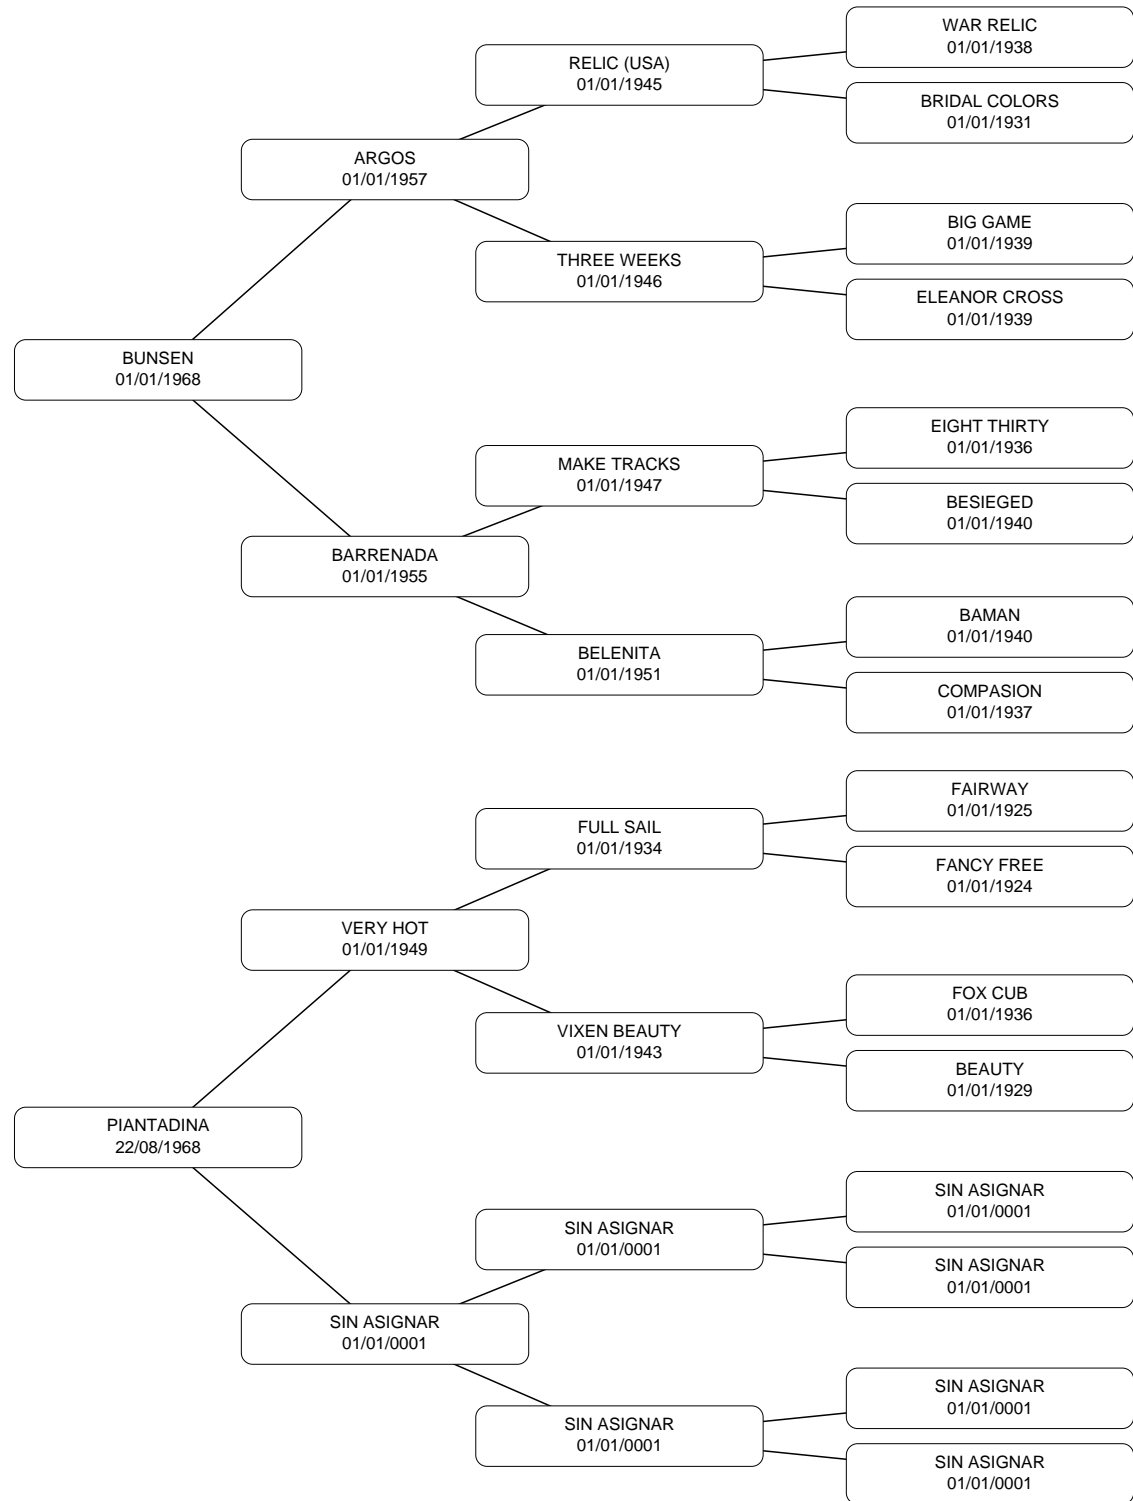 WAR RELIC
01/01/1938
RELIC (USA)
01/01/1945
BRIDAL COLORS
01/01/1931
ARGOS
01/01/1957
BIG GAME
01/01/1939
THREE WEEKS
01/01/1946
ELEANOR CROSS
01/01/1939
BUNSEN
01/01/1968
EIGHT THIRTY
01/01/1936
MAKE TRACKS
01/01/1947
BESIEGED
01/01/1940
BARRENADA
01/01/1955
BAMAN
01/01/1940
BELENITA
01/01/1951
COMPASION
01/01/1937
FAIRWAY
01/01/1925
FULL SAIL
01/01/1934
FANCY FREE
01/01/1924
VERY HOT
01/01/1949
FOX CUB
01/01/1936
VIXEN BEAUTY
01/01/1943
BEAUTY
01/01/1929
PIANTADINA
22/08/1968
SIN ASIGNAR
01/01/0001
SIN ASIGNAR
01/01/0001
SIN ASIGNAR
01/01/0001
SIN ASIGNAR
01/01/0001
SIN ASIGNAR
01/01/0001
SIN ASIGNAR
01/01/0001
SIN ASIGNAR
01/01/0001